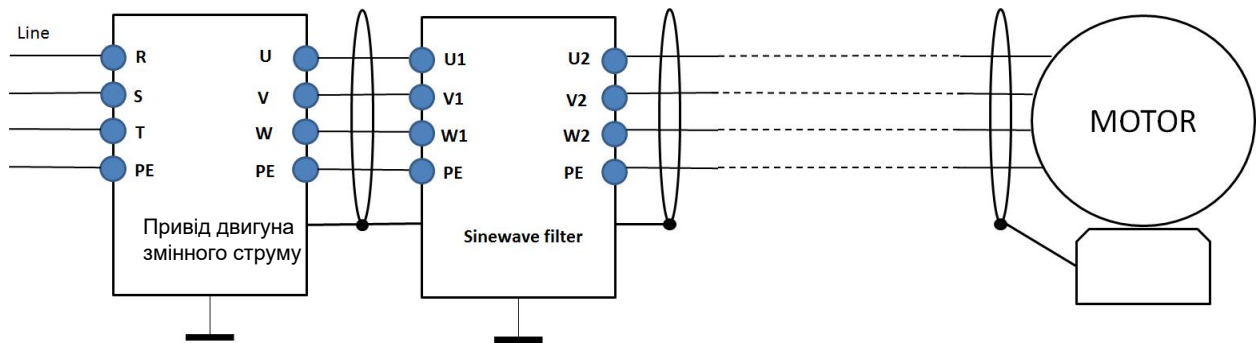 Line
R U U1 U2
S V V1 V2
T W W1 W2
PE PE PE PE
MOTOR
Привід двигуна
змінного струму
Sinewave filter